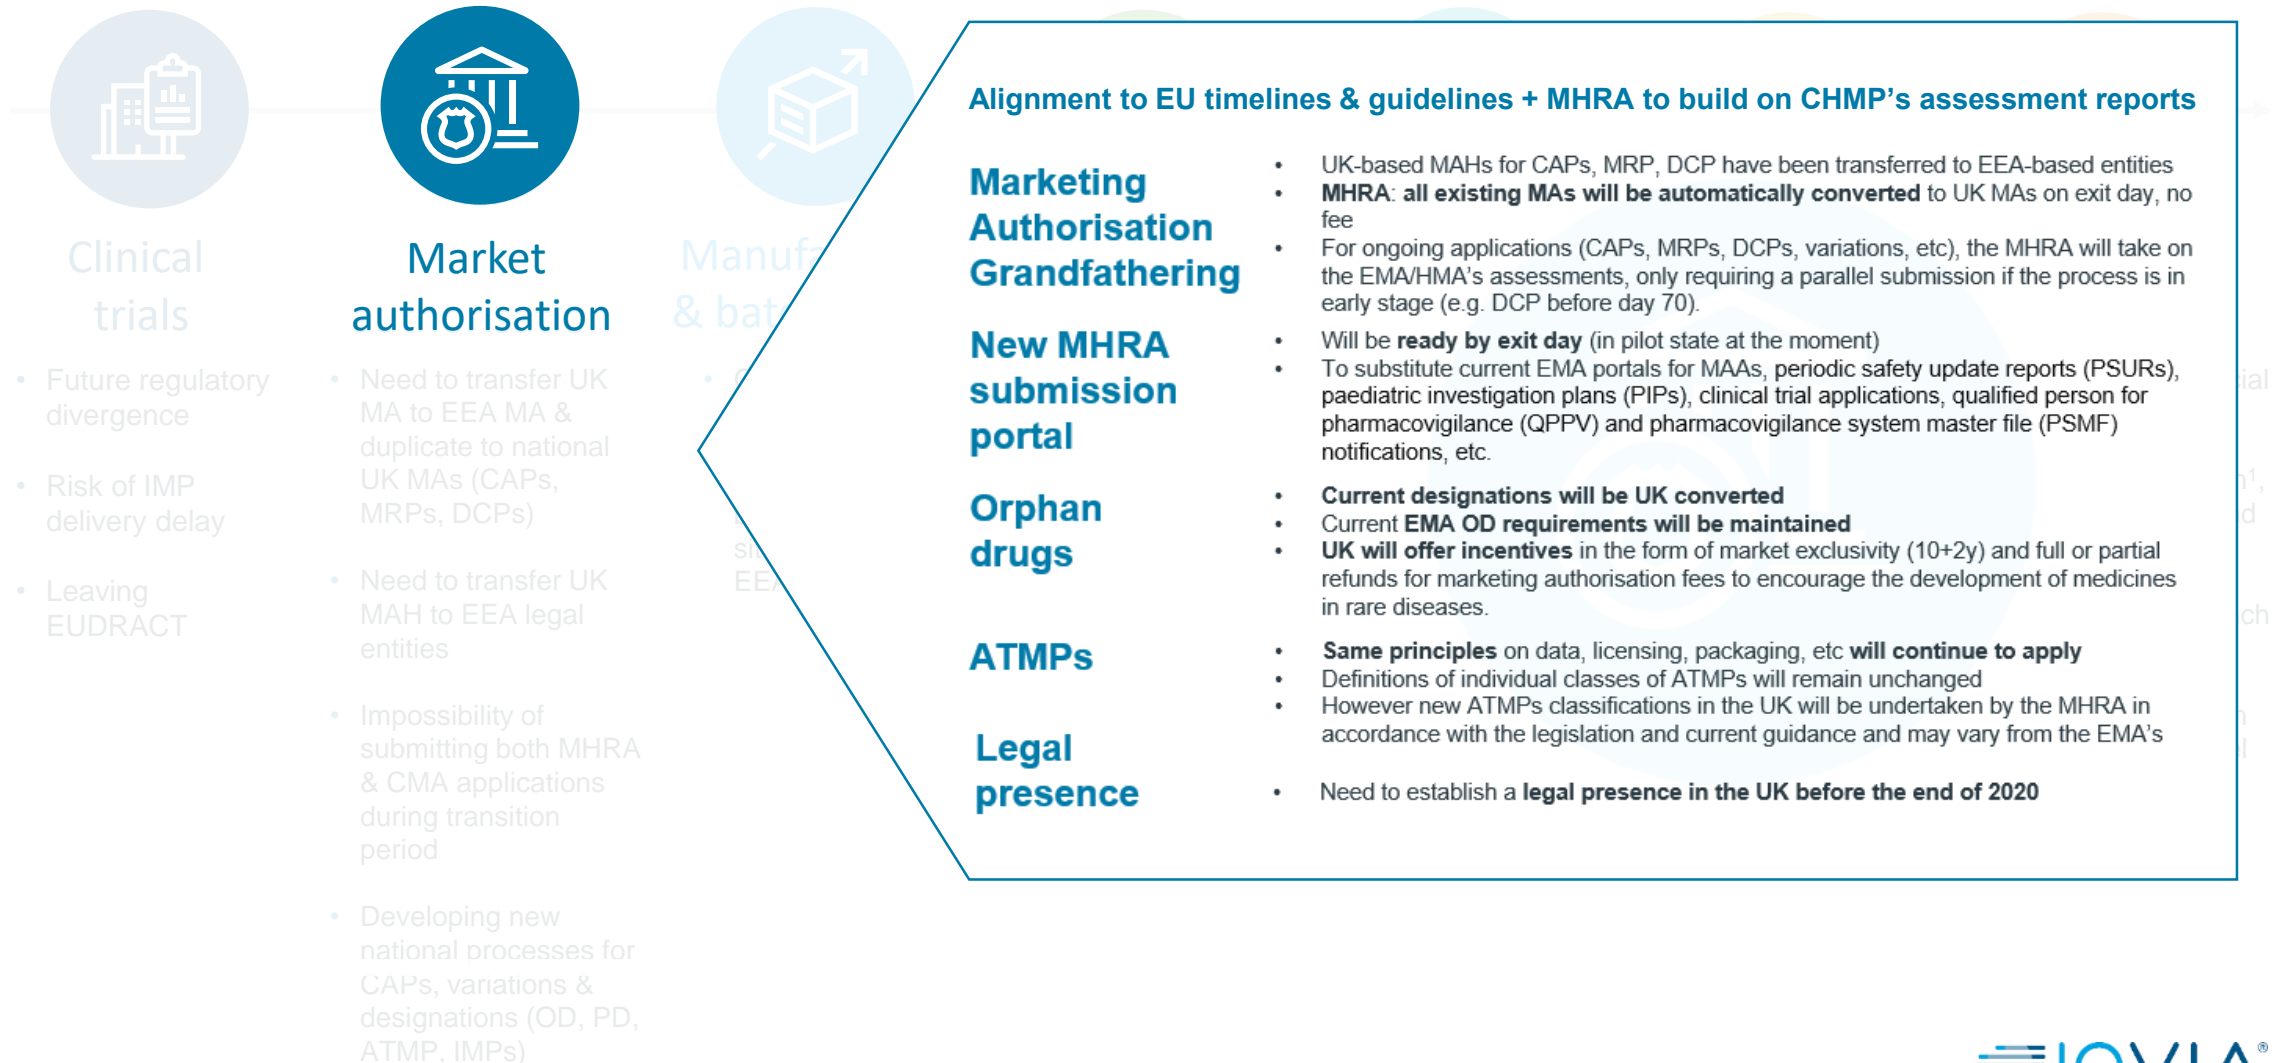 Clinical
trials
• Future regulatory
divergence
• Risk of IMP
delivery delay
• Leaving
EUDRACT
Market
authorisation
• Need to transfer UK
MA to EEA MA &
duplicate to national
UK MAs (CAPs,
MRPs, DCPs)
• Need to transfer UK
MAH to EEA legal
entities
• Impossibility of
submitting both MHRA
& CMA applications
during transition
period
• Developing new
national processes for
CAPs, variations &
designations (OD, PD,
ATMP, IMPs)
&
Alignment to EU timelines & guidelines + MHRA to build on CHMP's assessment reports
Marketing
Authorisation
Grandfathering
• UK-based MAHs for CAPs, MRP, DCP have been transferred to EEA-based entities
• MHRA: all existing MAs will be automatically converted to UK MAs on exit day, no
fee
• For ongoing applications (CAPs, MRPs, DCPs, variations, etc), the MHRA will take on
the EMA/HMA's assessments, only requiring a parallel submission if the process is in
early stage (e.g. DCP before day 70).
New MHRA
submission
portal
• Will be ready by exit day (in pilot state at the moment)
• To substitute current EMA portals for MAAs, periodic safety update reports (PSURs),
paediatric investigation plans (PIPs), clinical trial applications, qualified person for
pharmacovigilance (QPPV) and pharmacovigilance system master file (PSMF)
notifications, etc.
Orphan
drugs
• Current designations will be UK converted
• Current EMA OD requirements will be maintained
• UK will offer incentives in the form of market exclusivity (10+2y) and full or partial
refunds for marketing authorisation fees to encourage the development of medicines
in rare diseases.
ATMPs
• Same principles on data, licensing, packaging, etc will continue to apply
• Definitions of individual classes of ATMPs will remain unchanged
• However new ATMPs classifications in the UK will be undertaken by the MHRA in
accordance with the legislation and current guidance and may vary from the EMA's
Legal
presence
• Need to establish a legal presence in the UK before the end of 2020
IQVIA®